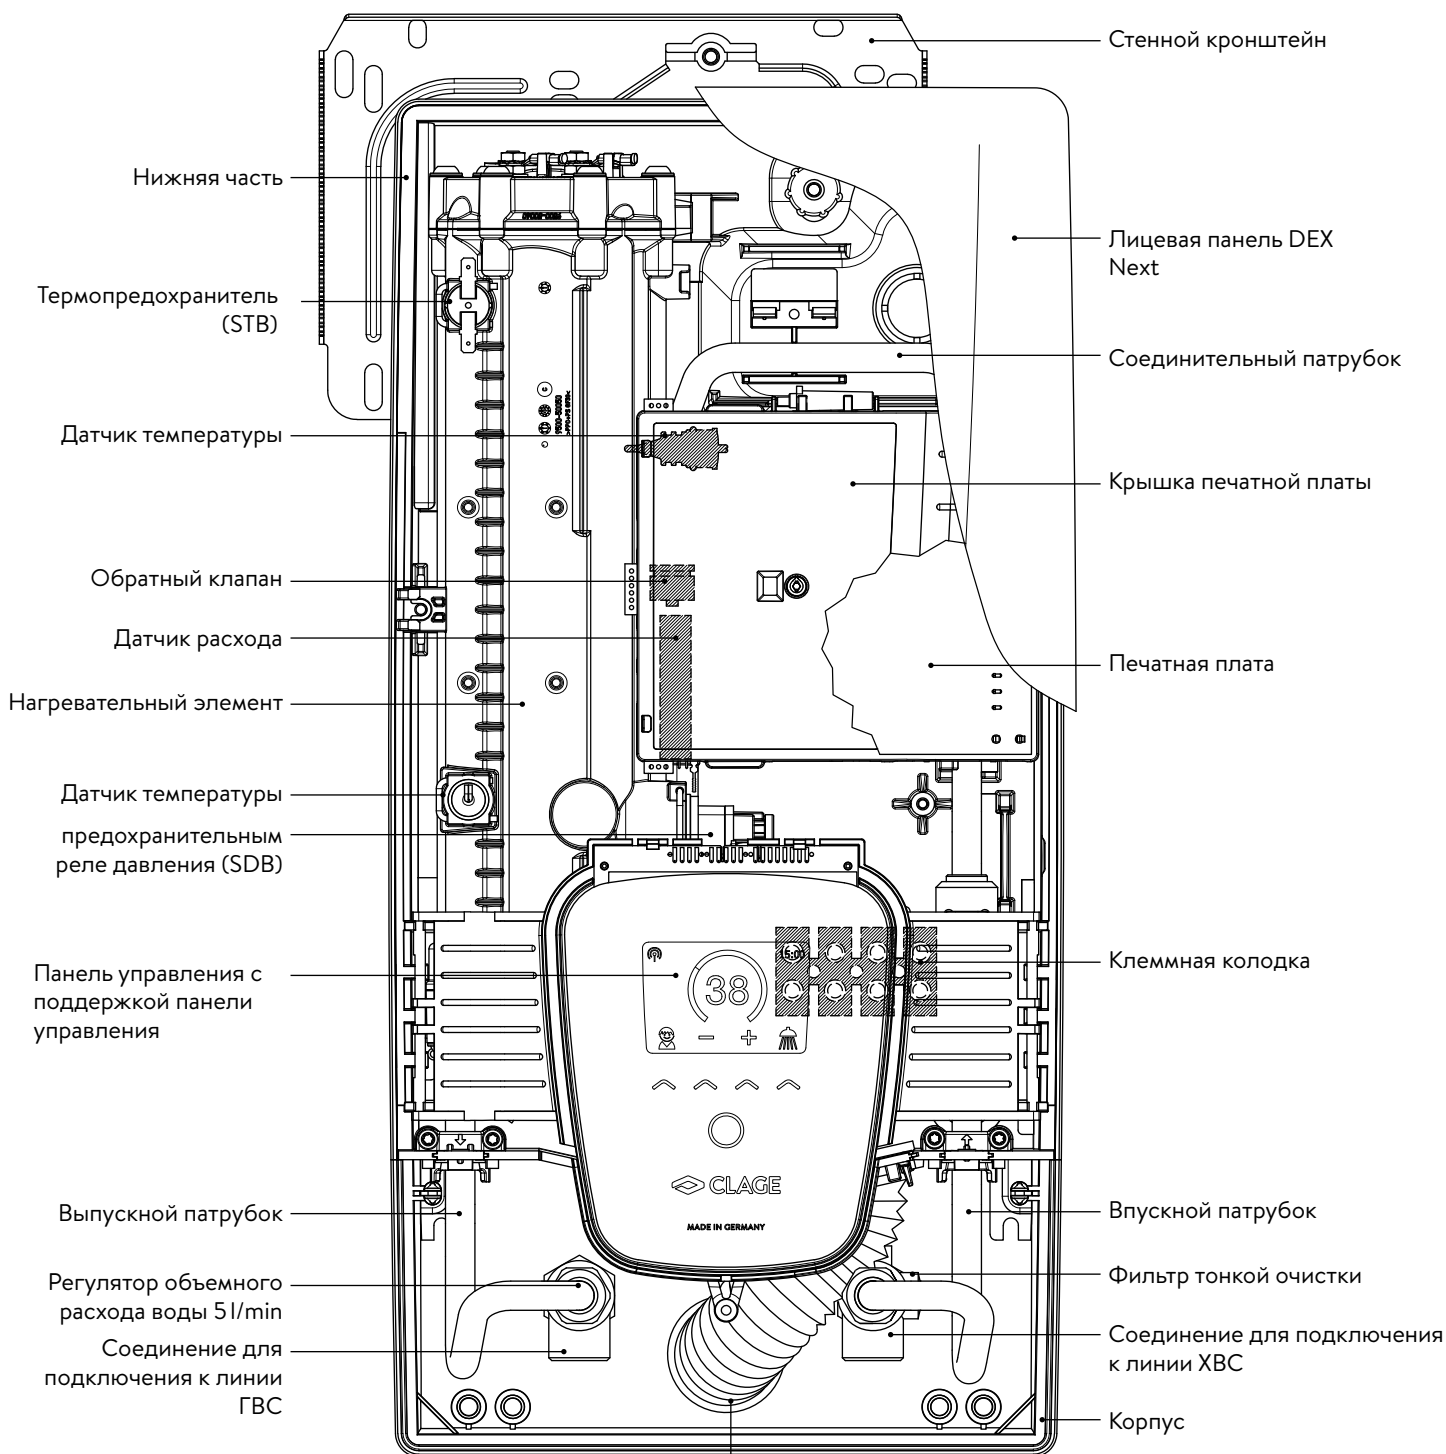 Стенной кронштейн
Нижняя часть
Лицевая панель DEX
Next
Термопредохранитель
(STB)
Соединительный патрубок
Датчик температуры
Крышка печатной платы
Обратный клапан
Датчик расхода
Печатная плата
Нагревательный элемент
Датчик температуры
предохранительным
реле давления (SDB)
Панель управления с
поддержкой панели
управления
Клеммная колодка
15:00
38
CLAGE
MADE IN GERMANY
Выпускной патрубок
Впускной патрубок
Регулятор объемного
расхода воды 5 l/min
Фильтр тонкой очистки
Соединение для
подключения к линии
ГВС
Соединение для подключения
к линии ХВС
Корпус